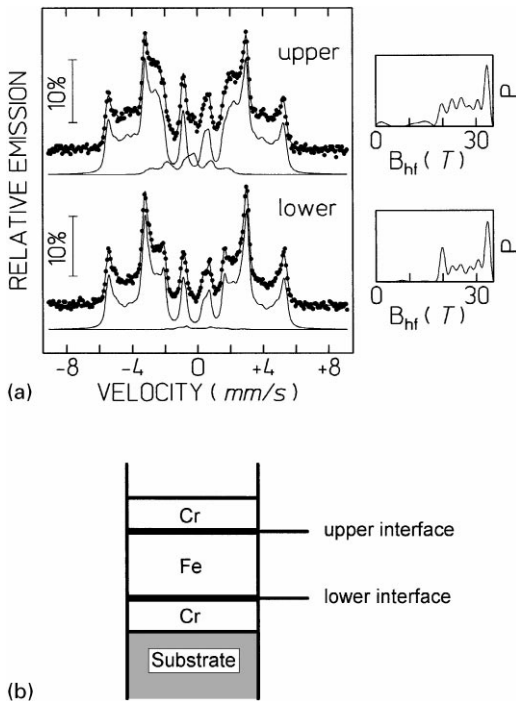 upper
10%
lower
10%
RELATIVE EMISSION
-8 -4 0 +4 +8
VELOCITY (mm/s)
P
0 30
Bhf (T)
P
0 30
Bhf (T)
(a)
Cr
upper interface
Fe
lower interface
Cr
Substrate
(b)